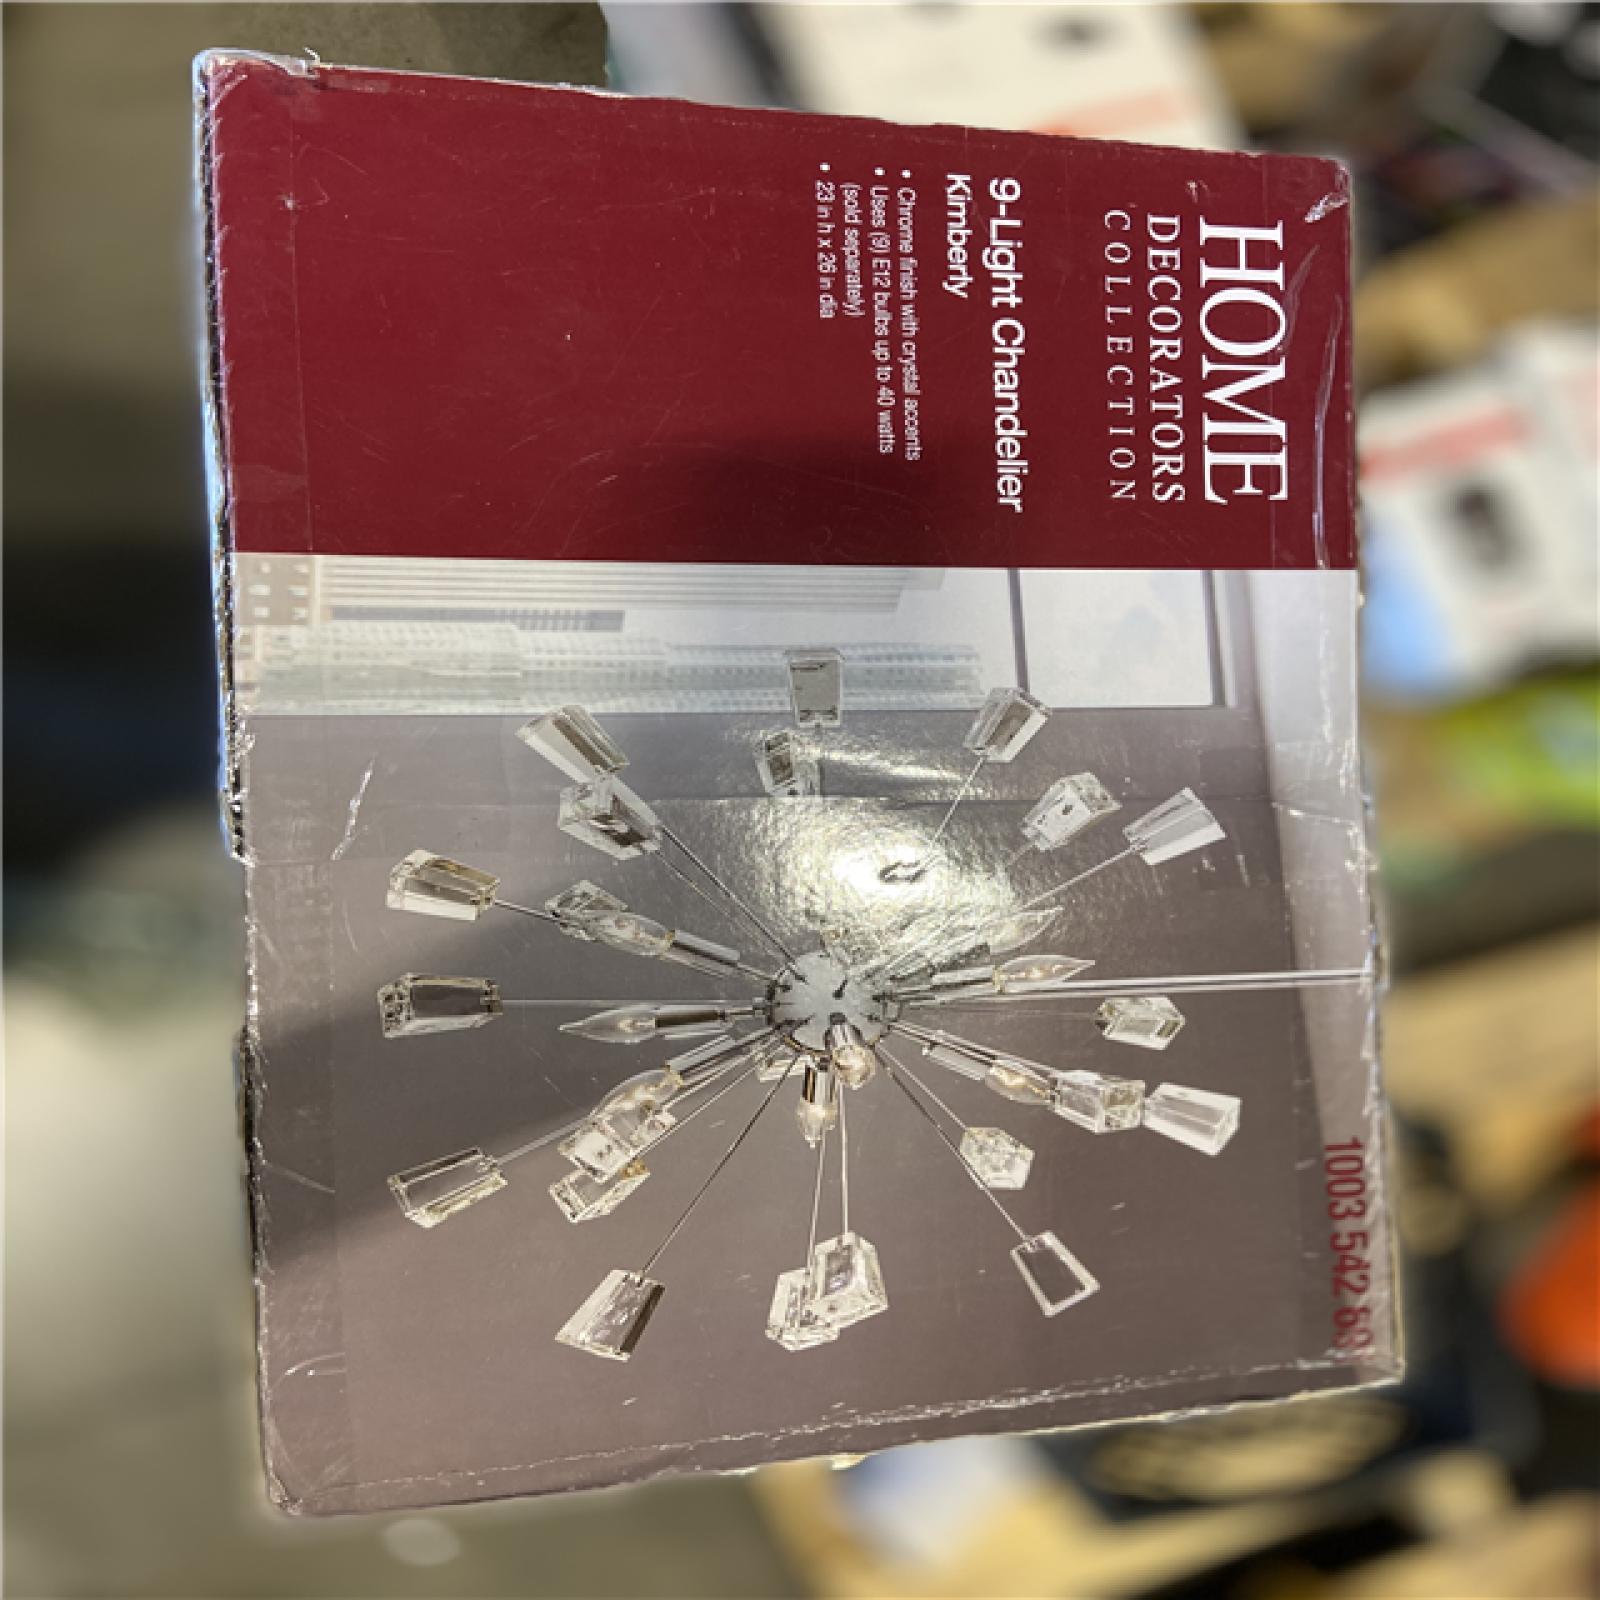 HOME
DECORATORS
COLLECTION
9-Light Chandelier
Kimberly
• Chrome finish with crystal accents
• Uses (9) E12 bulbs up to 40 watts
(sold separately)
• 23 in h x 26 in dia
1003 542